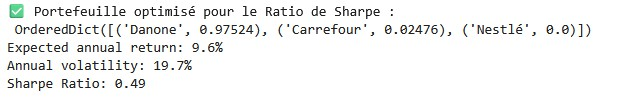 ✅ Portefeuille optimisé pour le Ratio de Sharpe :
OrderedDict([('Danone', 0.97524), ('Carrefour', 0.02476), ('Nestlé', 0.0)])
Expected annual return: 9.6%
Annual volatility: 19.7%
Sharpe Ratio: 0.49